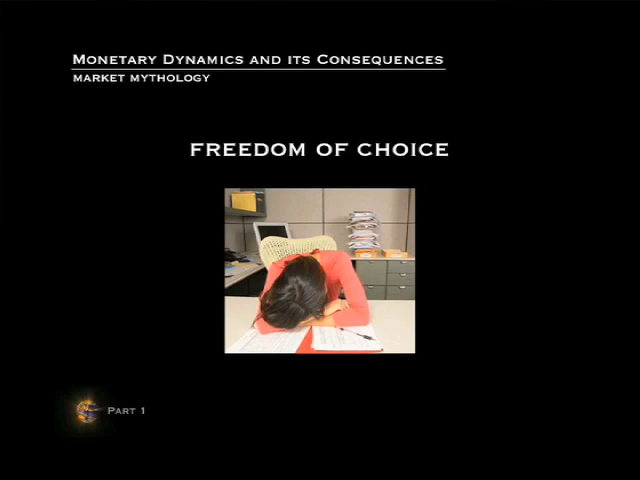 MONETARY DYNAMICS AND ITS CONSEQUENCES
MARKET MYTHOLOGY
FREEDOM OF CHOICE
PART 1